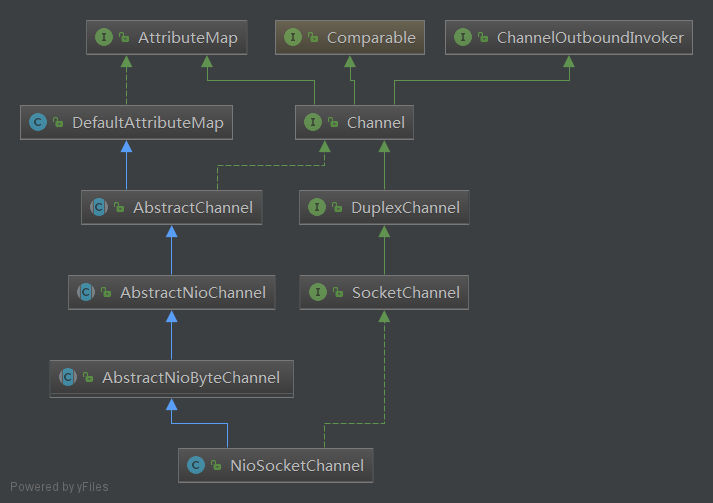 AttributeMap
Comparable
ChannelOutboundInvoker
DefaultAttributeMap
Channel
AbstractChannel
DuplexChannel
AbstractNioChannel
SocketChannel
AbstractNioByteChannel
NioSocketChannel
Powered by yFiles